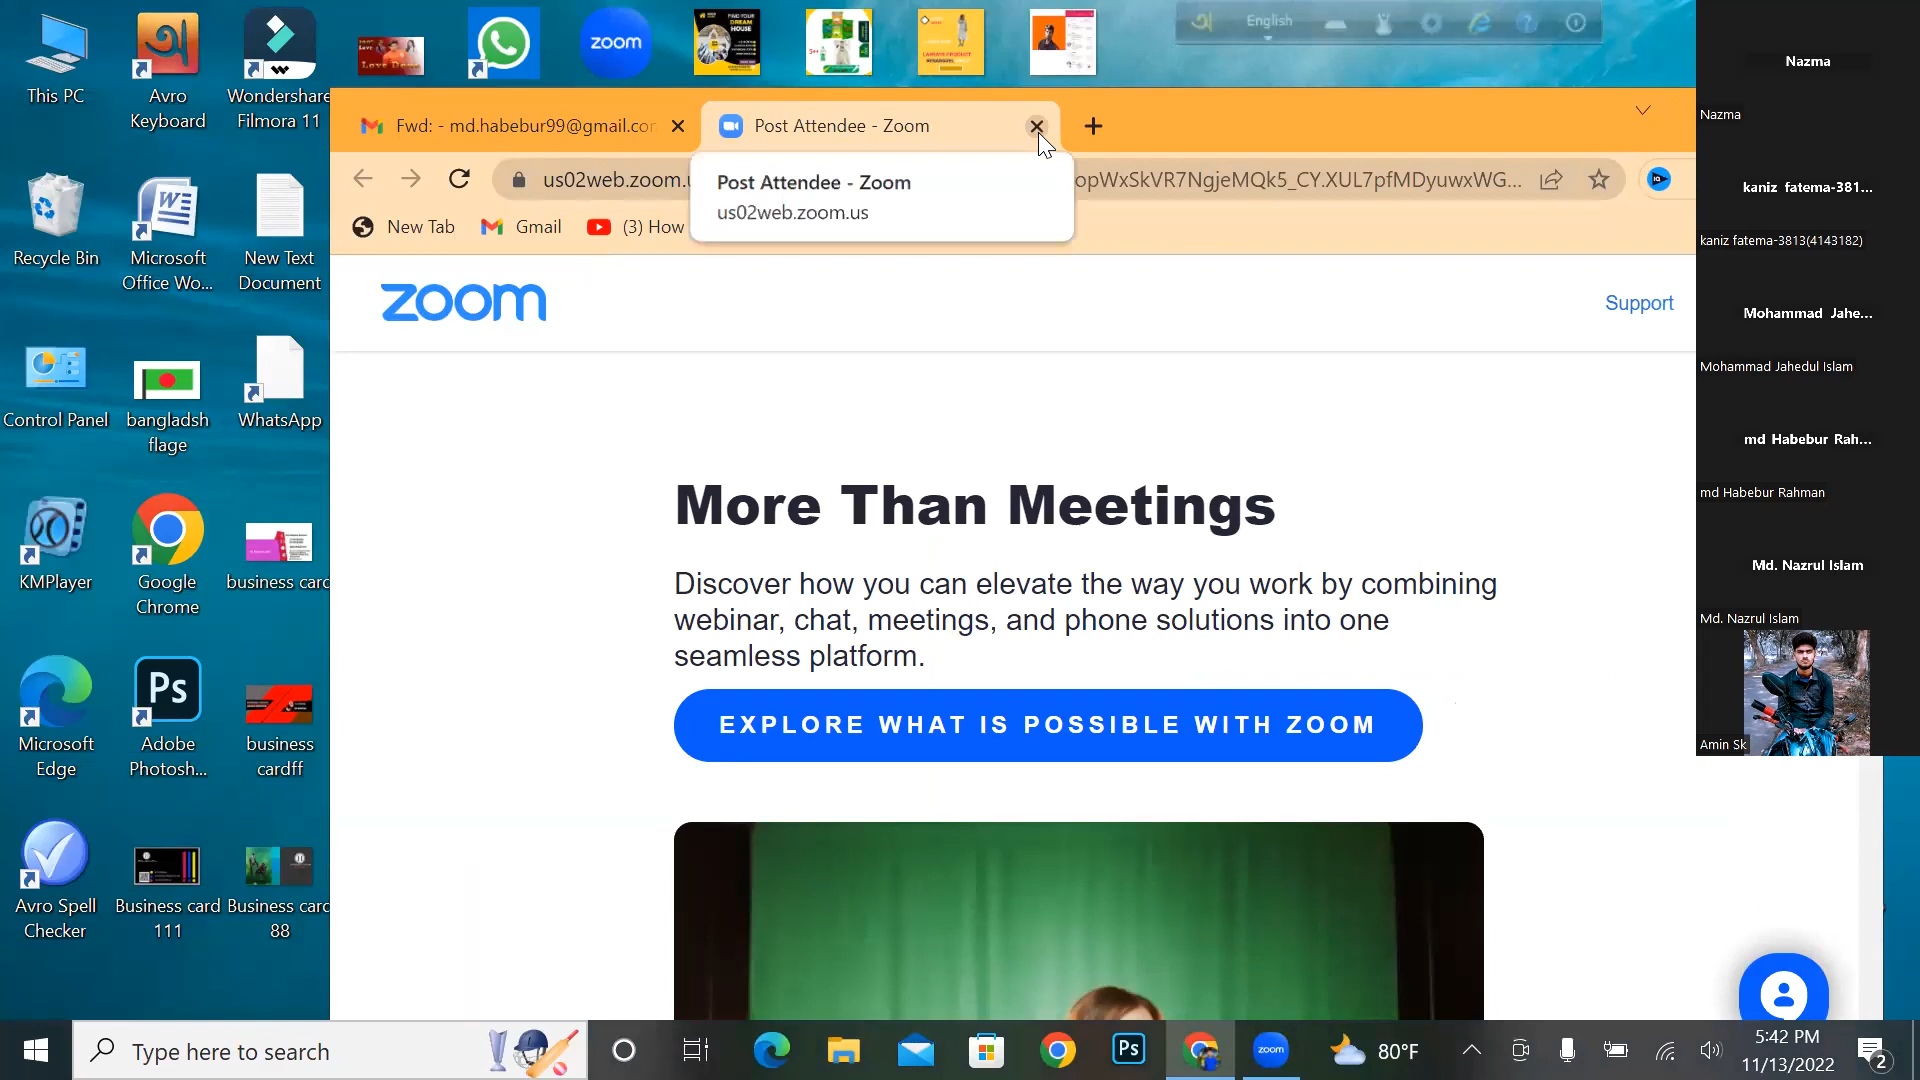 This PC
Avro
Keyboard
Wondershare
Filmora 11
zoom
English
Recycle Bin
Microsoft
Office Wo...
New Text
Document
Control Panel
bangladsh
flage
WhatsApp
KMPlayer
Google
Chrome
business card
Microsoft
Edge
Adobe
Photosh...
business
cardff
Avro Spell
Checker
Business card
111
Business card
88
Fwd: - md.habebur99@gmail.com
Post Attendee - Zoom
us02web.zoom.u
opWxSkVR7NgjeMQk5_CY.XUL7pfMDyuwxWG...
Post Attendee - Zoom
us02web.zoom.us
New Tab
Gmail
(3) How
zoom
Support
More Than Meetings
Discover how you can elevate the way you work by combining
webinar, chat, meetings, and phone solutions into one
seamless platform.
EXPLORE WHAT IS POSSIBLE WITH ZOOM
Nazma
Nazma
kaniz fatema-381...
kaniz fatema-3813(4143182)
Mohammad Jahe...
Mohammad Jahedul Islam
md Habebur Rah...
md Habebur Rahman
Md. Nazrul Islam
Md. Nazrul Islam
Amin Sk
Type here to search
Ps
zoom
80°F
5:42 PM
11/13/2022
2